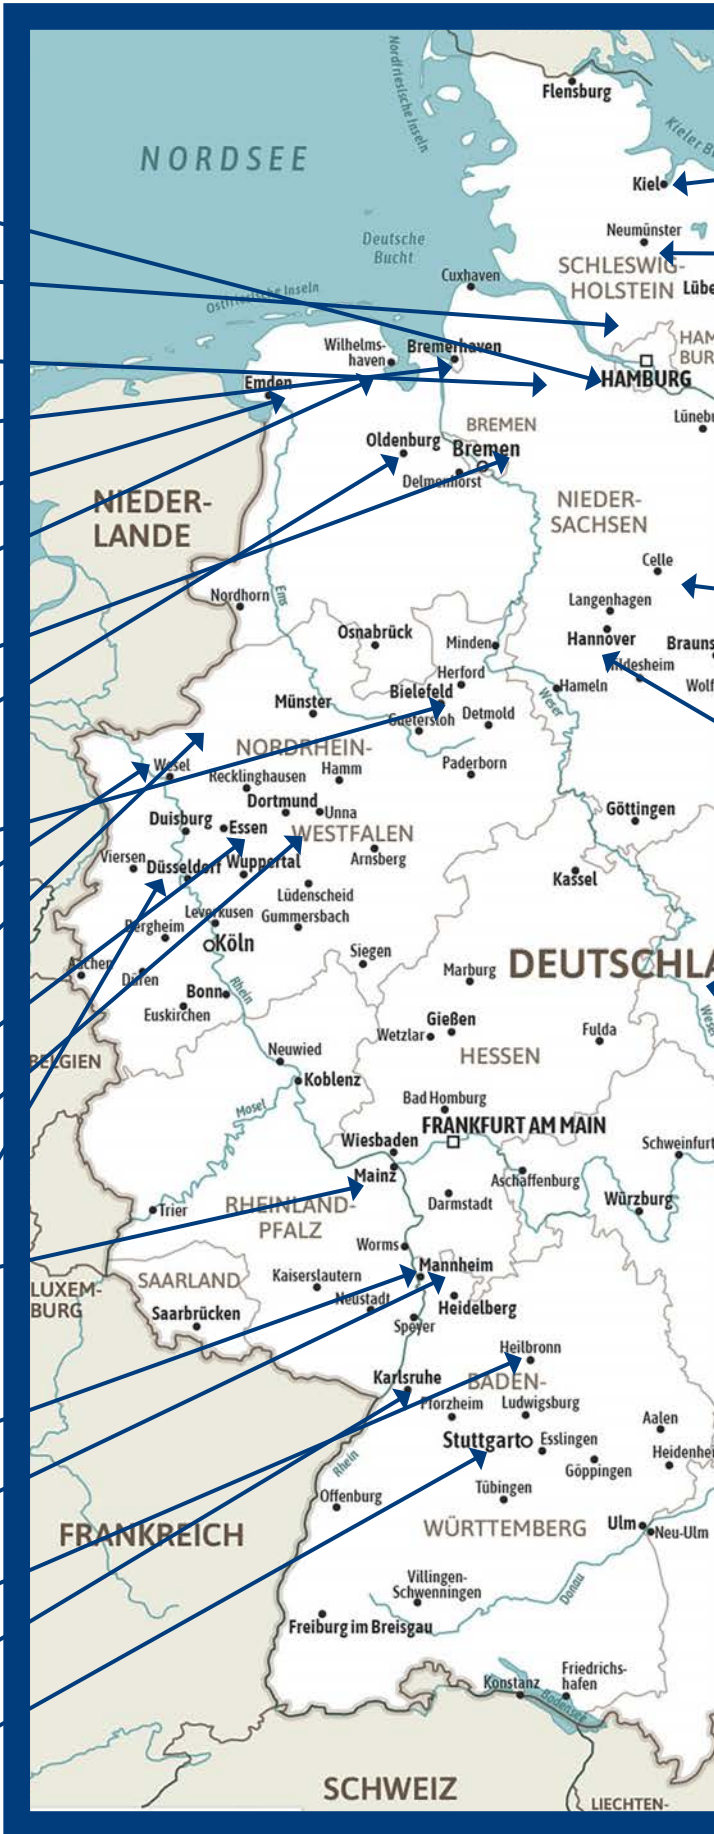 Nordfriesische Inseln
Flensburg
NORDSEE
Kieler B
Kiel
Neumünster
Deutsche
Bucht
SCHLESWIG-
HOLSTEIN
Lübe
Cuxhaven
Ostfriesische Inseln
Wilhelms-
haven
Bremerhaven
HAM
BUR
HAMBURG
Emden
Lünebu
BREMEN
Oldenburg
Bremen
Delmenhorst
NIEDER-
LANDE
NIEDER-
SACHSEN
Celle
Nordhorn
Ems
Langenhagen
Osnabrück
Minden
Hannover
Brauns
Hildesheim
Herford
Wolf
Bielefeld
Hameln
Weser
Münster
Guetersloh
Detmold
NORDRHEIN-
Wesel
Recklinghausen
Hamm
Paderborn
Dortmund
Unna
Göttingen
Duisburg
Essen
WESTFALEN
Viersen
Düsseldorf
Wuppertal
Arnsberg
Kassel
Lüdenscheid
Leverkusen
Gummersbach
Bergheim
Köln
Siegen
DEUTSCHLA
Aachen
Düren
Marburg
Bonn
Rhein
Euskirchen
Gießen
Wese
Wetzlar
Fulda
BELGIEN
Neuwied
HESSEN
Koblenz
Bad Homburg
Mosel
FRANKFURT AM MAIN
Wiesbaden
Schweinfurt
Mainz
Aschaffenburg
Trier
RHEINLAND-
PFALZ
Darmstadt
Würzburg
Worms
LUXEM-
BURG
SAARLAND
Kaiserslautern
Mannheim
Neustadt
Heidelberg
Saarbrücken
Speyer
Heilbronn
Karlsruhe
BADEN-
Pforzheim
Ludwigsburg
Aalen
Stuttgart
Esslingen
Heidenhei
Rhein
Göppingen
Tübingen
Offenburg
FRANKREICH
WÜRTTEMBERG
Ulm
Neu-Ulm
Villingen-
Schwenningen
Donau
Freiburg im Breisgau
Friedrichs-
hafen
Konstanz
Bodensee
SCHWEIZ
LIECHTEN-